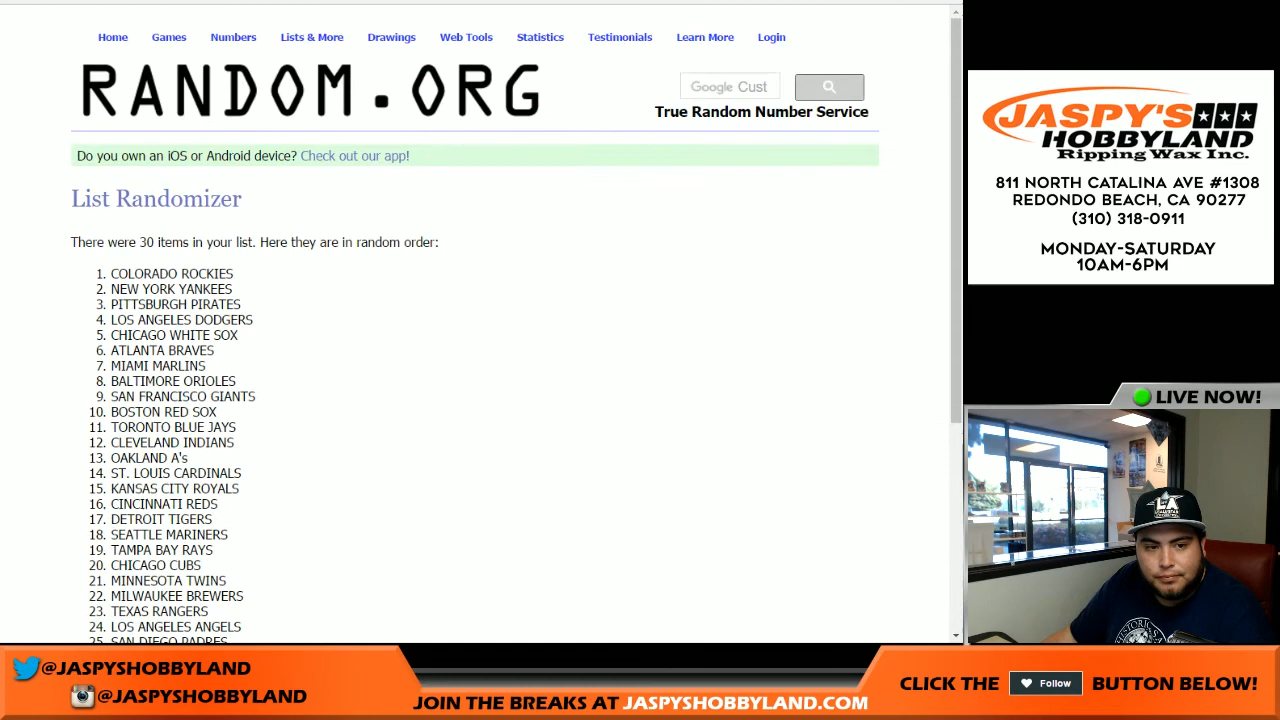 Home Games Numbers Lists & More Drawings Web Tools Statistics Testimonials Learn More Login
RANDOM.ORG
Google Cust
True Random Number Service
Do you own an iOS or Android device? Check out our app!
List Randomizer
There were 30 items in your list. Here they are in random order:
1. COLORADO ROCKIES
2. NEW YORK YANKEES
3. PITTSBURGH PIRATES
4. LOS ANGELES DODGERS
5. CHICAGO WHITE SOX
6. ATLANTA BRAVES
7. MIAMI MARLINS
8. BALTIMORE ORIOLES
9. SAN FRANCISCO GIANTS
10. BOSTON RED SOX
11. TORONTO BLUE JAYS
12. CLEVELAND INDIANS
13. OAKLAND A's
14. ST. LOUIS CARDINALS
15. KANSAS CITY ROYALS
16. CINCINNATI REDS
17. DETROIT TIGERS
18. SEATTLE MARINERS
19. TAMPA BAY RAYS
20. CHICAGO CUBS
21. MINNESOTA TWINS
22. MILWAUKEE BREWERS
23. TEXAS RANGERS
24. LOS ANGELES ANGELS
25. SAN DIEGO PADRES
JASPY'S
HOBBYLAND
Ripping Wax Inc.
811 NORTH CATALINA AVE #1308
REDONDO BEACH, CA 90277
(310) 318-0911
MONDAY-SATURDAY
10AM-6PM
LIVE NOW!
LA
@JASPYSHOBBYLAND
@JASPYSHOBBYLAND
JOIN THE BREAKS AT JASPYSHOBBYLAND.COM
CLICK THE Follow BUTTON BELOW!